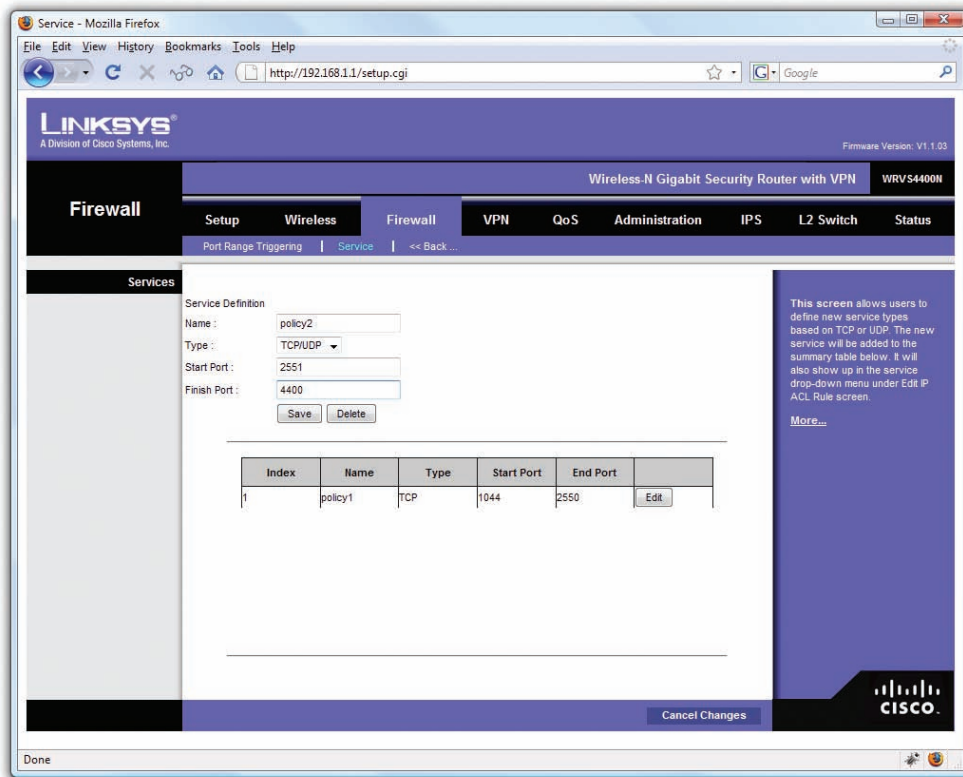 Service - Mozilla Firefox
File Edit View History Bookmarks Tools Help
http://192.168.1.1/setup.cgi
G Google
LINKSYS®
A Division of Cisco Systems, Inc.
Firmware Version: V1.1.03
Wireless-N Gigabit Security Router with VPN WRVS4400N
Firewall
Setup Wireless Firewall VPN QoS Administration IPS L2 Switch Status
Port Range Triggering | Service | << Back ...
Services
Service Definition
Name : policy2
Type : TCP/UDP
Start Port : 2551
Finish Port : 4400
Save Delete
Index Name Type Start Port End Port
1 policy1 TCP 1044 2550 Edit
This screen allows users to
define new service types
based on TCP or UDP. The new
service will be added to the
summary table below. It will
also show up in the service
drop-down menu under Edit IP
ACL Rule screen.
More...
Cancel Changes
CISCO.
Done